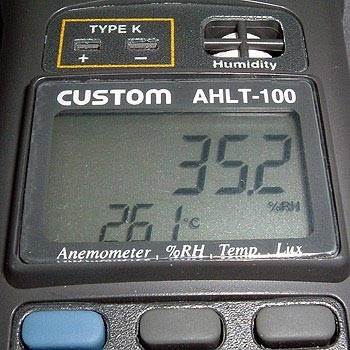 TYPE K
+ −
Humidity
CUSTOM AHLT-100
35.2
%RH
26.1 °C
Anemometer, %RH, Temp., Lux